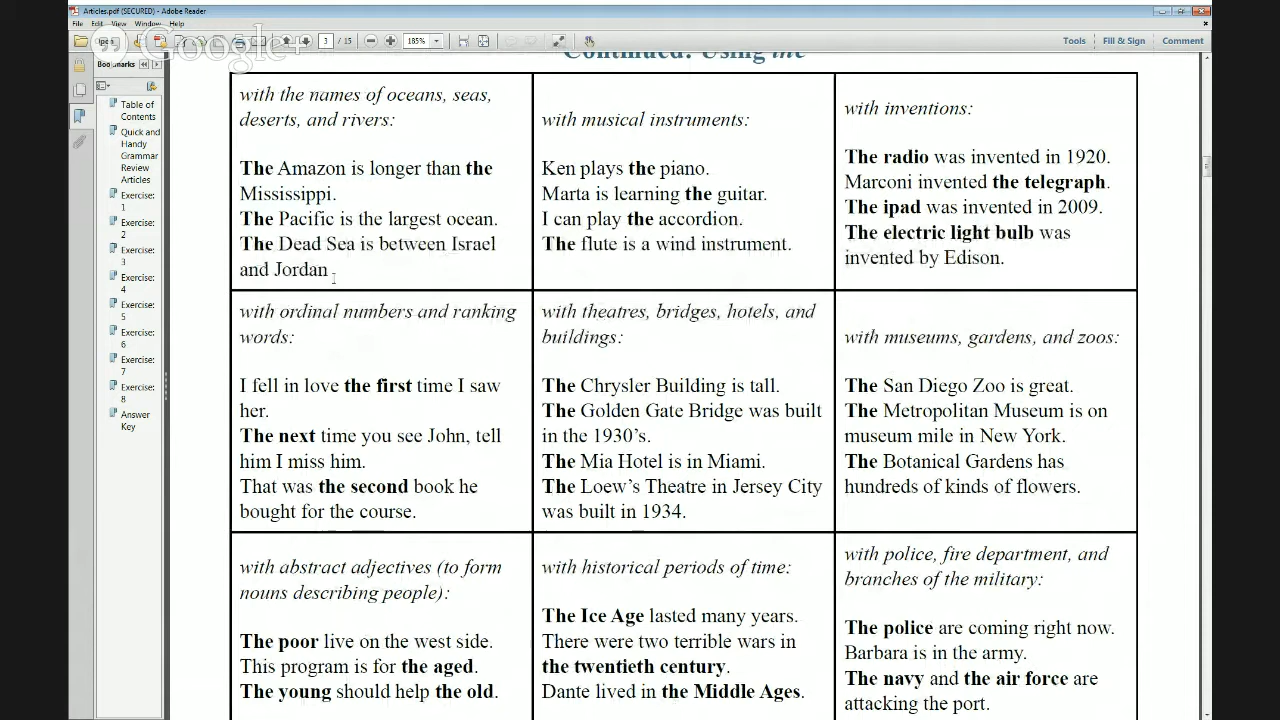 Articles.pdf (SECURED) - Adobe Reader
File Edit View Window Help
Open
3 / 15
185%
Tools Fill & Sign Comment
Google+
Bookmarks
Table of
Contents
Quick and
Handy
Grammar
Review
Articles
Exercise:
1
Exercise:
2
Exercise:
3
Exercise:
4
Exercise:
5
Exercise:
6
Exercise:
7
Exercise:
8
Answer
Key
Continued: Using the
with the names of oceans, seas,
deserts, and rivers:
The Amazon is longer than the
Mississippi.
The Pacific is the largest ocean.
The Dead Sea is between Israel
and Jordan
with musical instruments:
Ken plays the piano.
Marta is learning the guitar.
I can play the accordion.
The flute is a wind instrument.
with inventions:
The radio was invented in 1920.
Marconi invented the telegraph.
The ipad was invented in 2009.
The electric light bulb was
invented by Edison.
with ordinal numbers and ranking
words:
I fell in love the first time I saw
her.
The next time you see John, tell
him I miss him.
That was the second book he
bought for the course.
with theatres, bridges, hotels, and
buildings:
The Chrysler Building is tall.
The Golden Gate Bridge was built
in the 1930's.
The Mia Hotel is in Miami.
The Loew's Theatre in Jersey City
was built in 1934.
with museums, gardens, and zoos:
The San Diego Zoo is great.
The Metropolitan Museum is on
museum mile in New York.
The Botanical Gardens has
hundreds of kinds of flowers.
with abstract adjectives (to form
nouns describing people):
The poor live on the west side.
This program is for the aged.
The young should help the old.
with historical periods of time:
The Ice Age lasted many years.
There were two terrible wars in
the twentieth century.
Dante lived in the Middle Ages.
with police, fire department, and
branches of the military:
The police are coming right now.
Barbara is in the army.
The navy and the air force are
attacking the port.